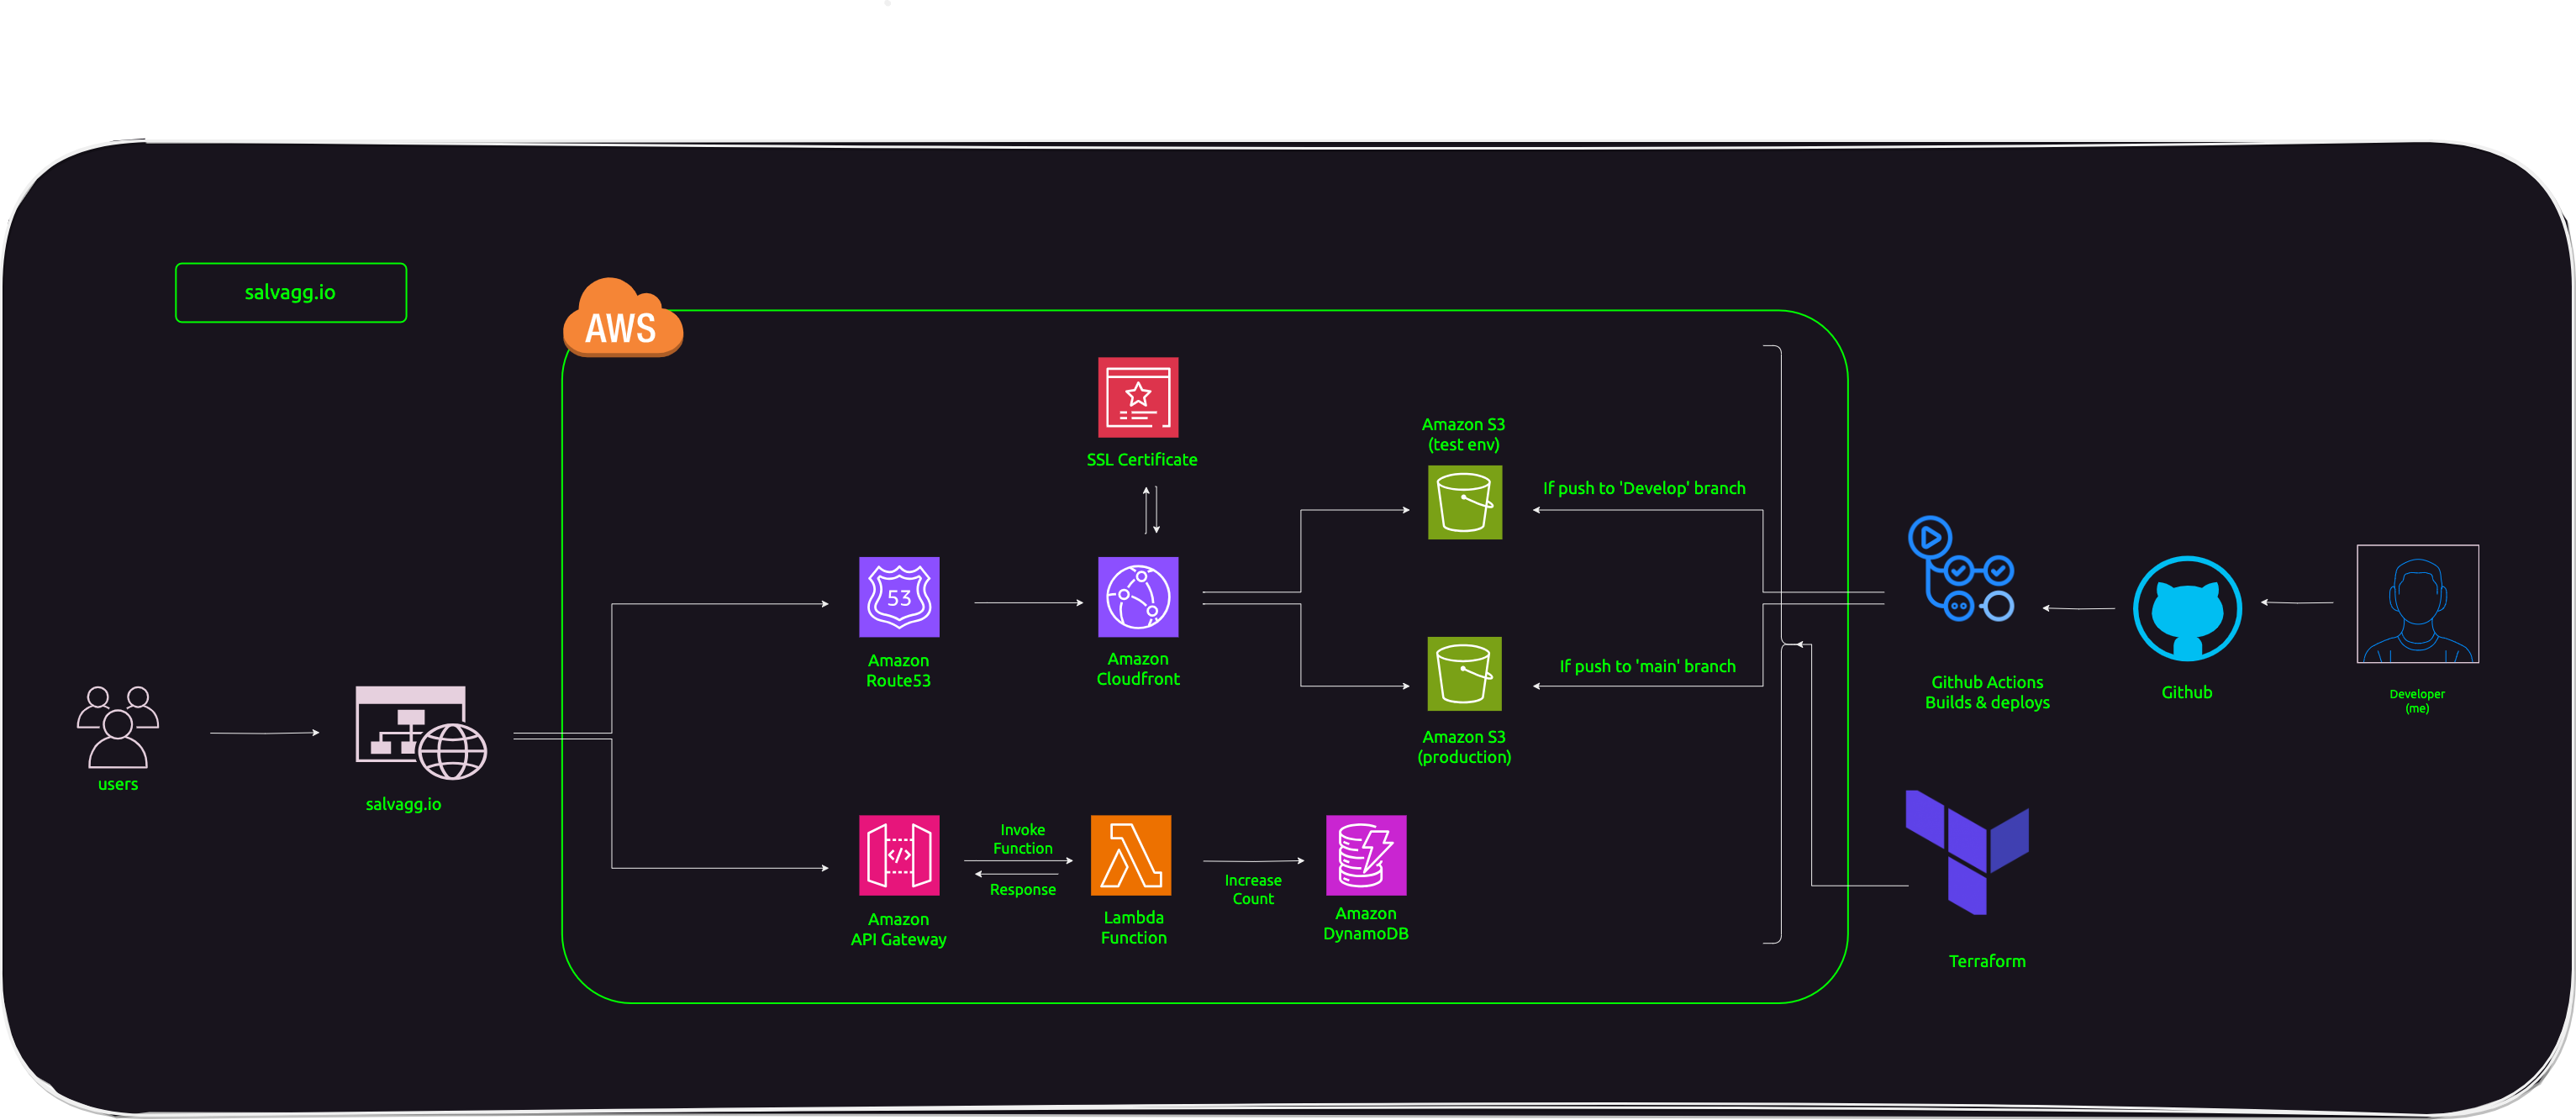 salvagg.io
AWS
SSL Certificate
Amazon S3
(test env)
If push to 'Develop' branch
53
Amazon
Route53
Amazon
Cloudfront
If push to 'main' branch
Amazon S3
(production)
Github Actions
Builds & deploys
Github
Developer
(me)
users
salvagg.io
</>
Amazon
API Gateway
Invoke
Function
Response
Lambda
Function
Increase
Count
Amazon
DynamoDB
Terraform